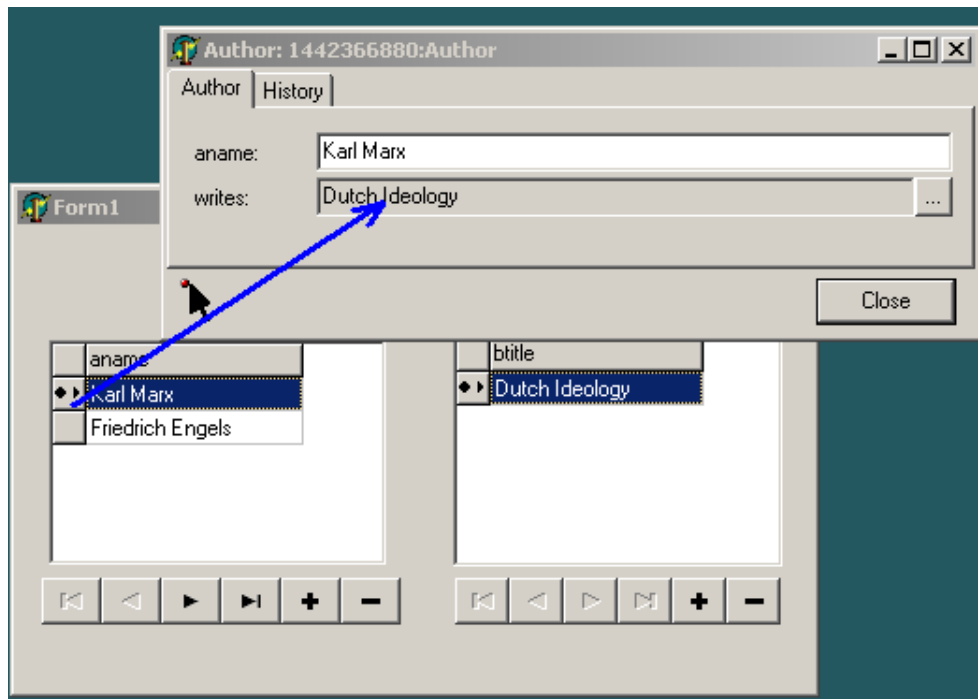 Author: 1442366880:Author
Author History
aname: Karl Marx
writes: Dutch Ideology ...
Form1
Close
aname
Karl Marx
Friedrich Engels
btitle
Dutch Ideology